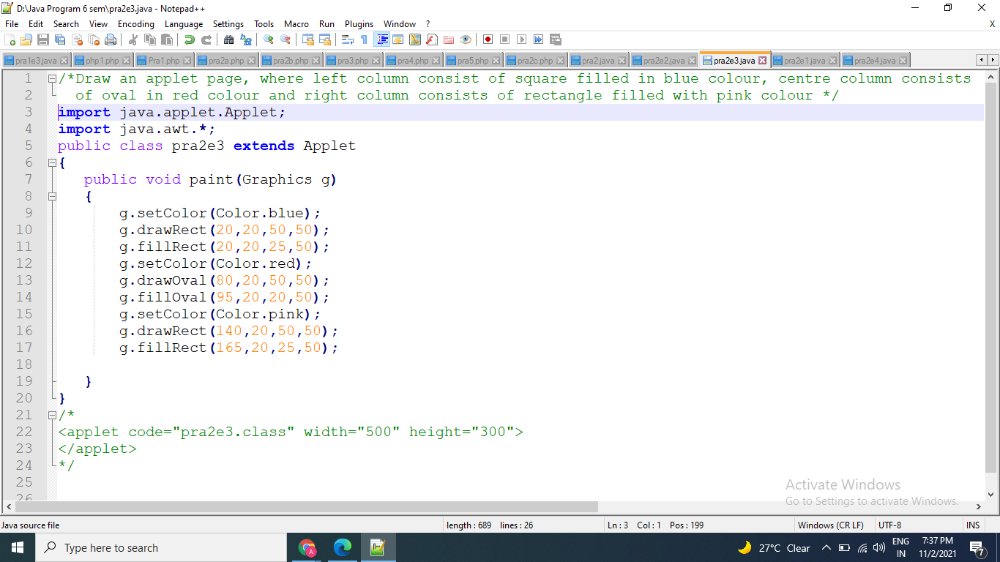 D:\Java Program 6 sem\pra2e3.java - Notepad++
File Edit Search View Encoding Language Settings Tools Macro Run Plugins Window ? X
pra1e3.java php1.php Pra1.php pra2a.php pra2b.php pra3.php pra4.php pra5.php pra2c.php pra2.java pra2e2.java pra2e3.java pra2e1.java pra2e4.java
1 /*Draw an applet page, where left column consist of square filled in blue colour, centre column consists
2 of oval in red colour and right column consists of rectangle filled with pink colour */
3 import java.applet.Applet;
4 import java.awt.*;
5 public class pra2e3 extends Applet
6 {
7 public void paint(Graphics g)
8 {
9 g.setColor(Color.blue);
10 g.drawRect(20,20,50,50);
11 g.fillRect(20,20,25,50);
12 g.setColor(Color.red);
13 g.drawOval(80,20,50,50);
14 g.fillOval(95,20,20,50);
15 g.setColor(Color.pink);
16 g.drawRect(140,20,50,50);
17 g.fillRect(165,20,25,50);
18
19 }
20 }
21 /*
22 <applet code="pra2e3.class" width="500" height="300">
23 </applet>
24 */
25
26
Activate Windows
Go to Settings to activate Windows.
Java source file length : 689 lines : 26 Ln : 3 Col : 1 Pos : 199 Windows (CR LF) UTF-8 INS
Type here to search A 27°C Clear ENG IN 7:37 PM 11/2/2021 7